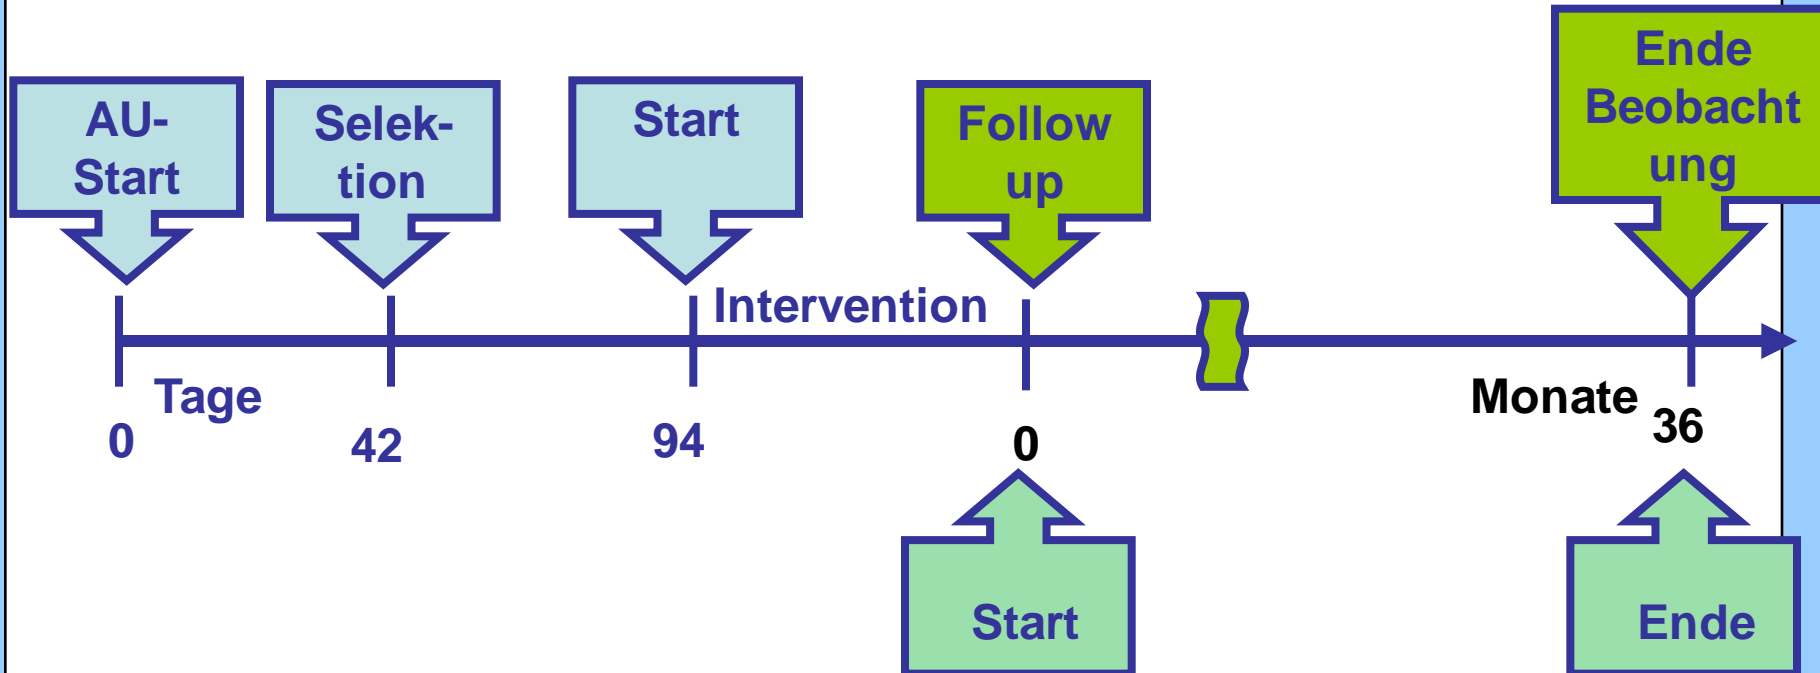 AU-
Start
Selek-
tion
Start
Follow
up
Ende
Beobacht
ung
Intervention
Tage
Monate
0
42
94
0
36
Start
Ende